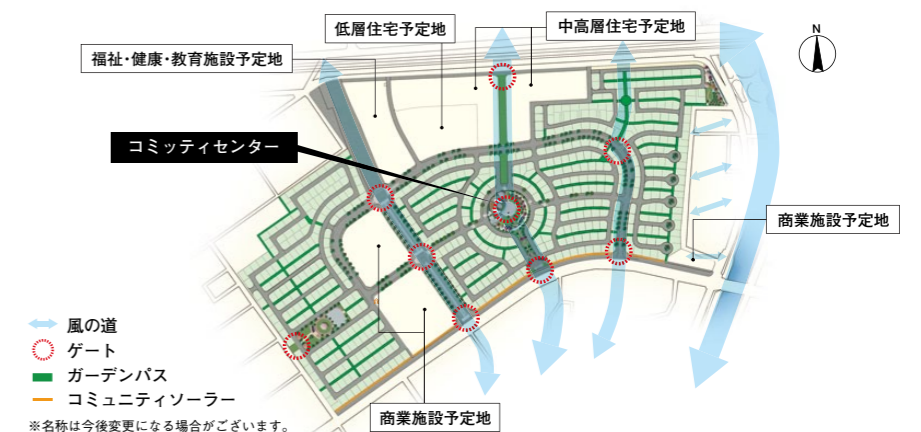 低層住宅予定地
中高層住宅予定地
N
福祉・健康・教育施設予定地
コミッティセンター
商業施設予定地
風の道
ゲート
ガーデンパス
コミュニティソーラー
商業施設予定地
※名称は今後変更になる場合がございます。